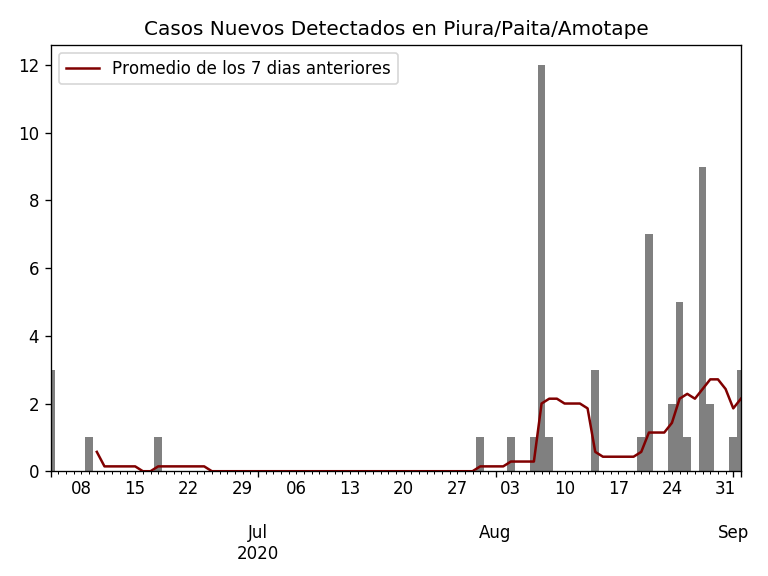 Casos Nuevos Detectados en Piura/Paita/Amotape
Promedio de los 7 dias anteriores
12
10
8
6
4
2
0
08 15 22 29 06 13 20 27 03 10 17 24 31
Jul Aug Sep
2020